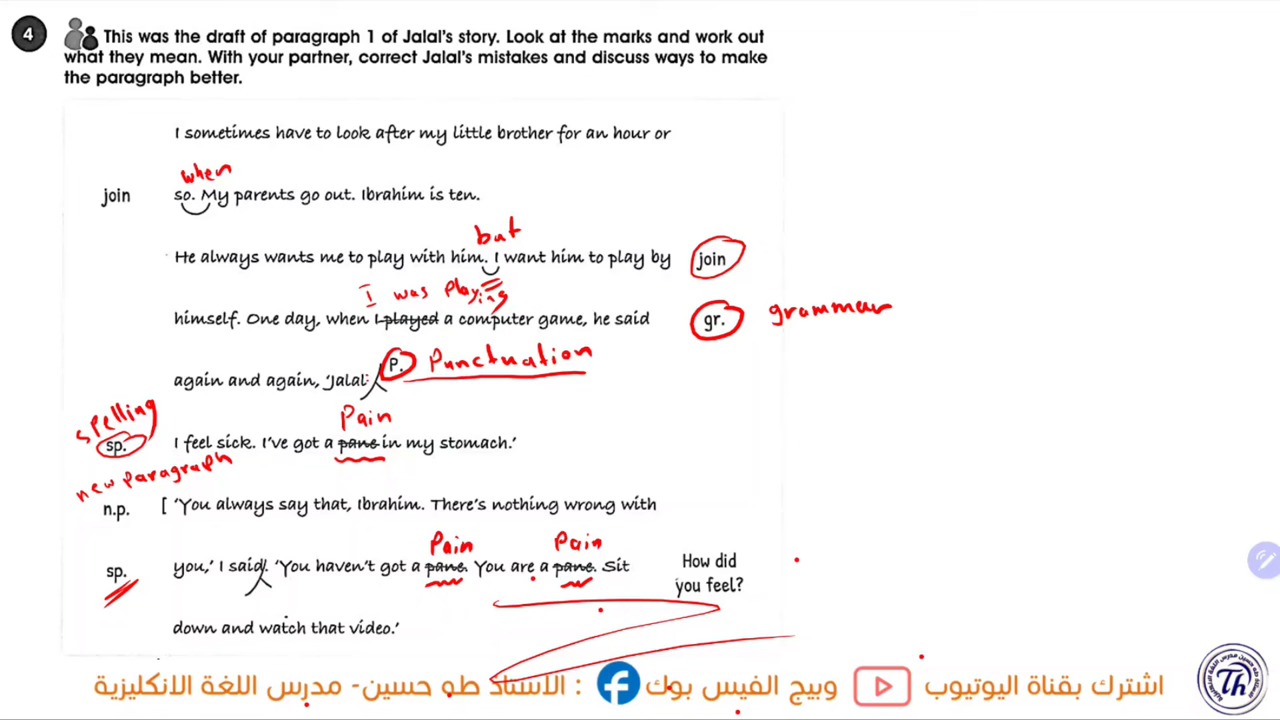 4 This was the draft of paragraph 1 of Jalal's story. Look at the marks and work out
what they mean. With your partner, correct Jalal's mistakes and discuss ways to make
the paragraph better.
I sometimes have to look after my little brother for an hour or
when
join so. My parents go out. Ibrahim is ten.
but
He always wants me to play with him. I want him to play by join
I was playing
himself. One day, when I played a computer game, he said gr. grammar
P. Punctuation
again and again, 'Jalal.
Pain
spelling
sp. I feel sick. I've got a pane in my stomach.'
new paragraph
n.p. [ 'You always say that, Ibrahim. There's nothing wrong with
Pain Pain
sp. you,' I said. 'You haven't got a pane. You are a pane. Sit
How did
you feel?
down and watch that video.'
اشترك بقناة اليوتيوب وبيج الفيس بوك : الاستاذ طه حسين- مدرس اللغة الانكليزية
Th